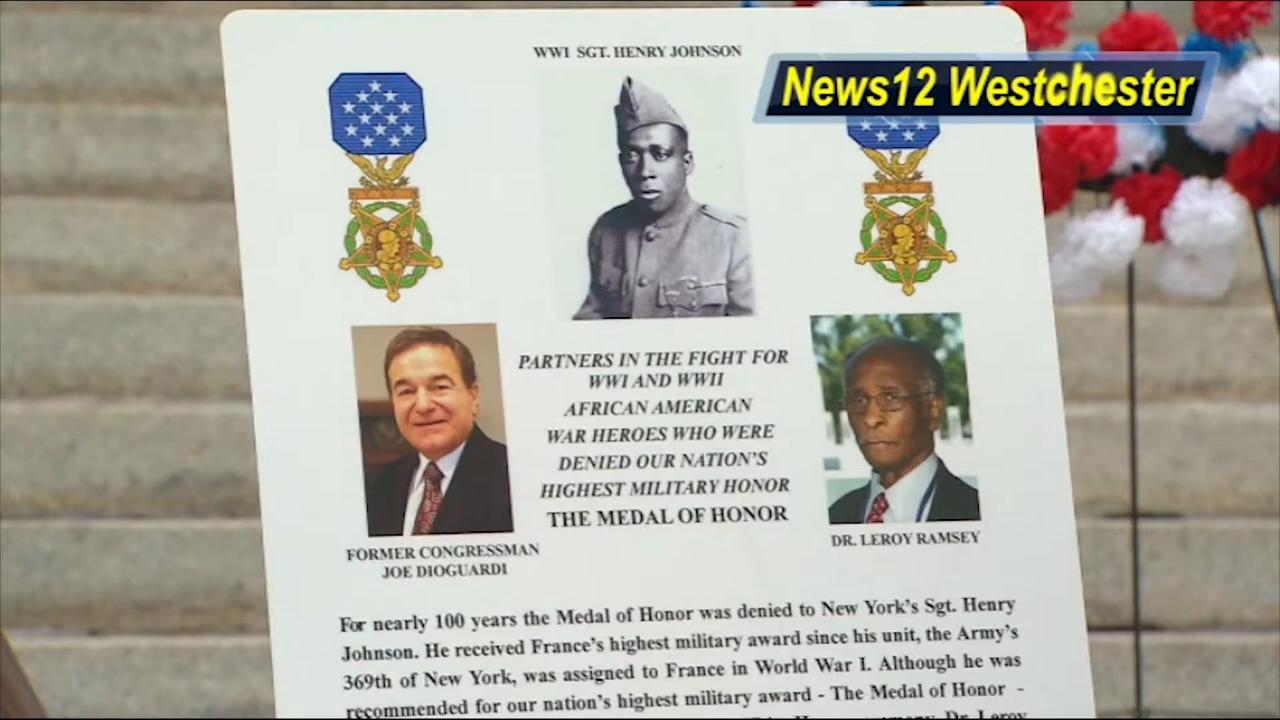 WWI SGT. HENRY JOHNSON
News12 Westchester
PARTNERS IN THE FIGHT FOR
WWI AND WWII
AFRICAN AMERICAN
WAR HEROES WHO WERE
DENIED OUR NATION'S
HIGHEST MILITARY HONOR
THE MEDAL OF HONOR
FORMER CONGRESSMAN
JOE DIOGUARDI
DR. LEROY RAMSEY
For nearly 100 years the Medal of Honor was denied to New York's Sgt. Henry
Johnson. He received France's highest military award since his unit, the Army's
369th of New York, was assigned to France in World War I. Although he was
recommended for our nation's highest military award - The Medal of Honor -
Dr. Leroy